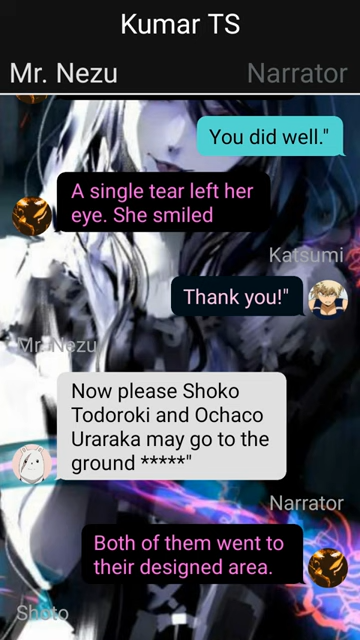 Kumar TS
Mr. Nezu
Narrator
You did well."
A single tear left her
eye. She smiled
Katsumi
Thank you!"
Mr. Nezu
Now please Shoko
Todoroki and Ochaco
Uraraka may go to the
ground *****"
Narrator
Both of them went to
their designed area.
Shoto